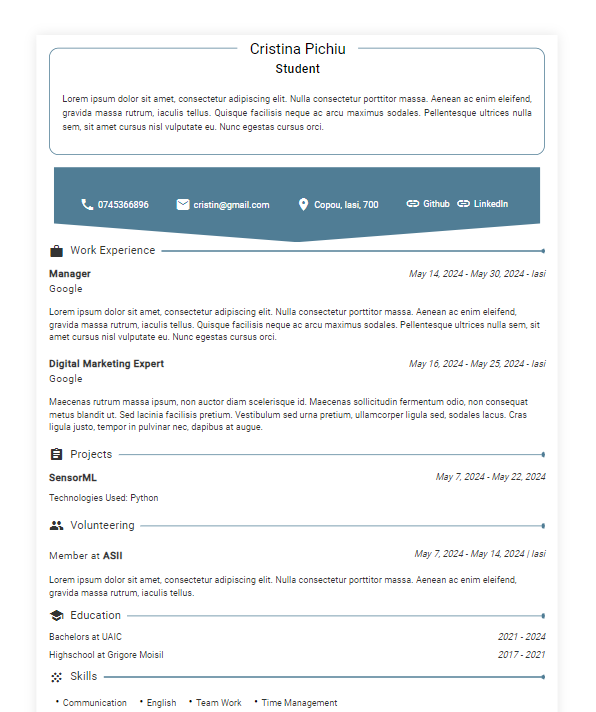 Cristina Pichiu
Student
Lorem ipsum dolor sit amet, consectetur adipiscing elit. Nulla consectetur porttitor massa. Aenean ac enim eleifend,
gravida massa rutrum, iaculis tellus. Quisque facilisis neque ac arcu maximus sodales. Pellentesque ultrices nulla
sem, sit amet cursus nisl vulputate eu. Nunc egestas cursus orci.
0745366896 cristin@gmail.com Copou, Iasi, 700 Github LinkedIn
Work Experience
Manager May 14, 2024 - May 30, 2024 - Iasi
Google
Lorem ipsum dolor sit amet, consectetur adipiscing elit. Nulla consectetur porttitor massa. Aenean ac enim eleifend,
gravida massa rutrum, iaculis tellus. Quisque facilisis neque ac arcu maximus sodales. Pellentesque ultrices nulla sem, sit
amet cursus nisl vulputate eu. Nunc egestas cursus orci.
Digital Marketing Expert May 16, 2024 - May 25, 2024 - Iasi
Google
Maecenas rutrum massa ipsum, non auctor diam scelerisque id. Maecenas sollicitudin fermentum odio, non consequat
metus blandit ut. Sed lacinia facilisis pretium. Vestibulum sed urna pretium, ullamcorper ligula sed, sodales lacus. Cras
ligula justo, tempor in pulvinar nec, dapibus at augue.
Projects
SensorML May 7, 2024 - May 22, 2024
Technologies Used: Python
Volunteering
Member at ASII May 7, 2024 - May 14, 2024 | Iasi
Lorem ipsum dolor sit amet, consectetur adipiscing elit. Nulla consectetur porttitor massa. Aenean ac enim eleifend,
gravida massa rutrum, iaculis tellus.
Education
Bachelors at UAIC 2021 - 2024
Highschool at Grigore Moisil 2017 - 2021
Skills
• Communication • English • Team Work • Time Management